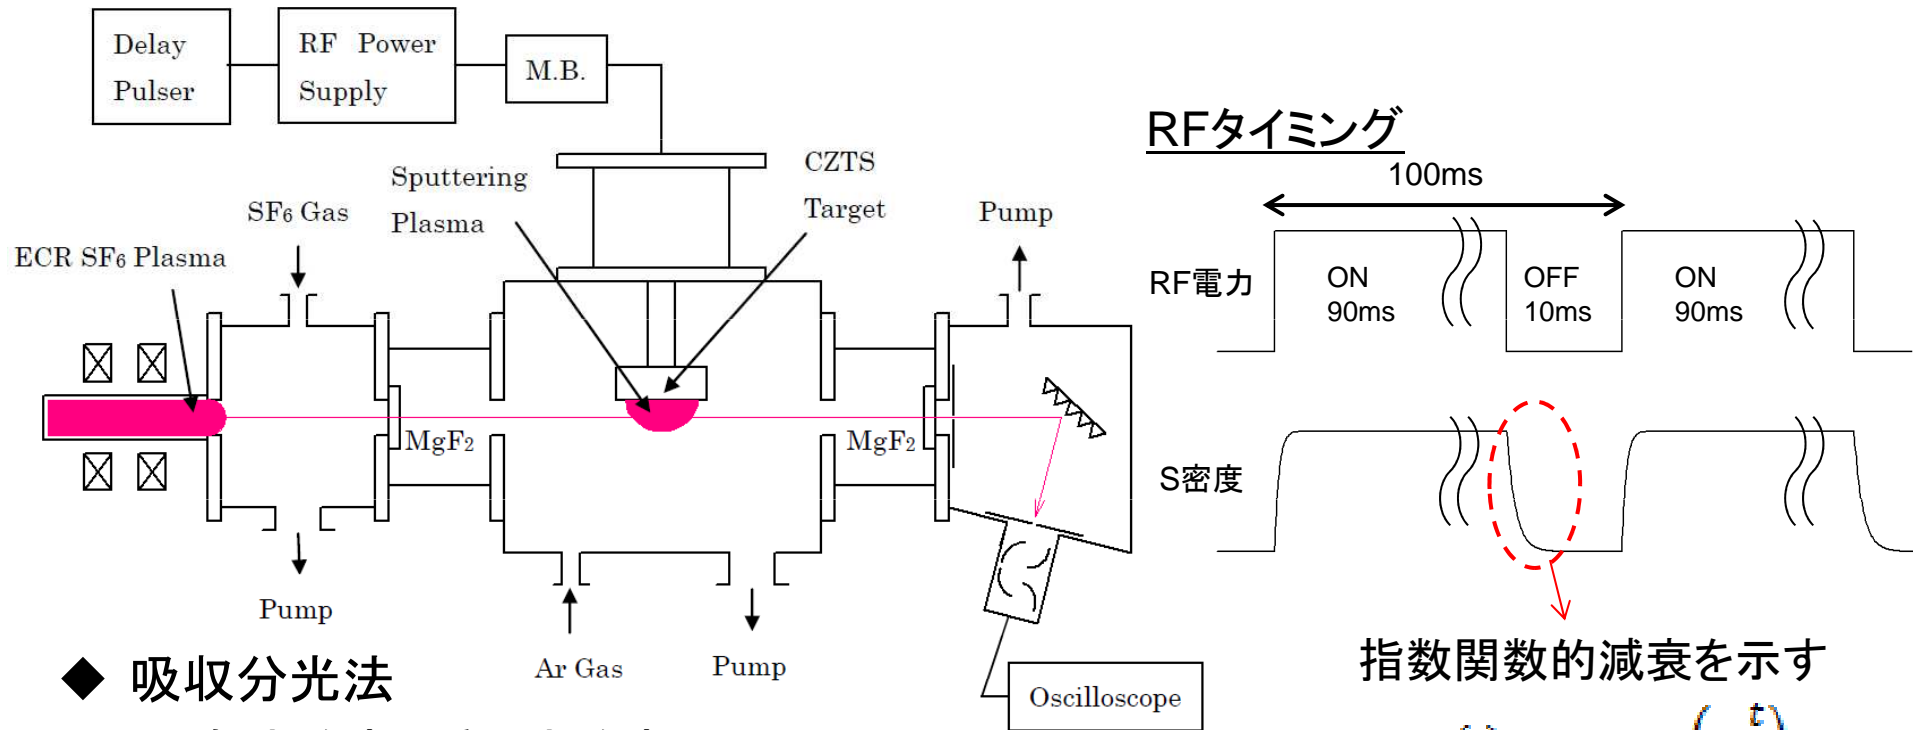 Delay
Pulser
RF Power
Supply
M.B.
Sputtering
Plasma
CZTS
Target
SF6 Gas
ECR SF6 Plasma
Pump
MgF2
MgF2
Pump
Ar Gas
Pump
Oscilloscope
◆ 吸収分光法
RFタイミング
100ms
RF電力
ON
90ms
OFF
10ms
ON
90ms
S密度
指数関数的減衰を示す